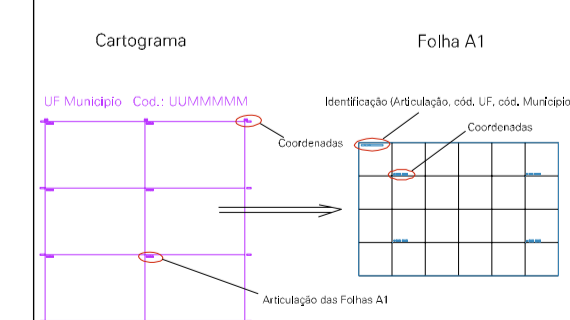 Cartograma
Folha A1
UF Município Cod.: UUMMMMM
Identificação (Articulação, cód. UF, cód. Município
Coordenadas
Coordenadas
Articulação das Folhas A1